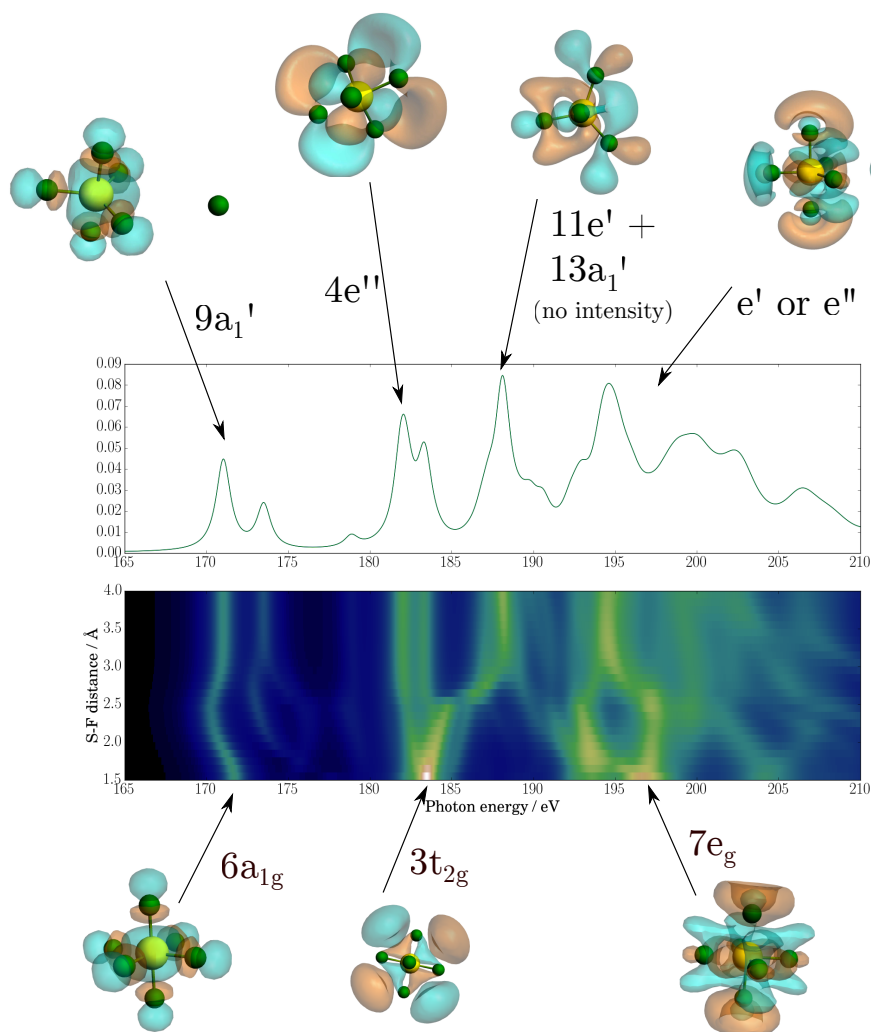 9a₁'
4e''
11e' +
13a₁'
(no intensity)
e' or e"
0.09
0.08
0.07
0.06
0.05
0.04
0.03
0.02
0.01
0.00
165 170 175 180 185 190 195 200 205 210
S-F distance / Å
4.0
3.5
3.0
2.5
2.0
1.5
165 170 175 180 185 190 195 200 205 210
Photon energy / eV
6a₁g
3t₂g
7eg